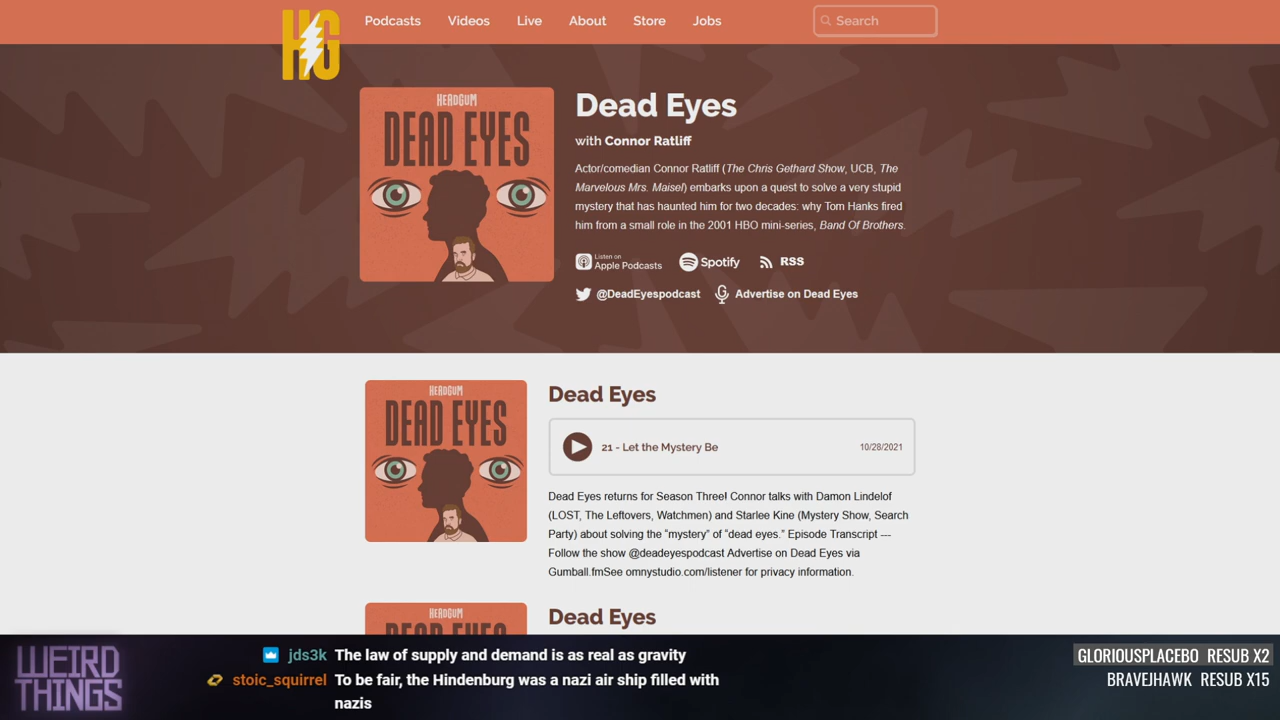 HG
Podcasts Videos Live About Store Jobs
Search
HEADGUM
DEAD EYES
Dead Eyes
with Connor Ratliff
Actor/comedian Connor Ratliff (The Chris Gethard Show, UCB, The
Marvelous Mrs. Maisel) embarks upon a quest to solve a very stupid
mystery that has haunted him for two decades: why Tom Hanks fired
him from a small role in the 2001 HBO mini-series, Band Of Brothers.
Listen on
Apple Podcasts
Spotify
RSS
@DeadEyespodcast
Advertise on Dead Eyes
HEADGUM
DEAD EYES
Dead Eyes
21 - Let the Mystery Be 10/28/2021
Dead Eyes returns for Season Three! Connor talks with Damon Lindelof
(LOST, The Leftovers, Watchmen) and Starlee Kine (Mystery Show, Search
Party) about solving the “mystery” of “dead eyes.” Episode Transcript ---
Follow the show @deadeyespodcast Advertise on Dead Eyes via
Gumball.fmSee omnystudio.com/listener for privacy information.
HEADGUM
DEAD EYES
Dead Eyes
WEIRD
THINGS
jds3k The law of supply and demand is as real as gravity
stoic_squirrel To be fair, the Hindenburg was a nazi air ship filled with
nazis
GLORIOUSPLACEBO RESUB X2
BRAVEJHAWK RESUB X15